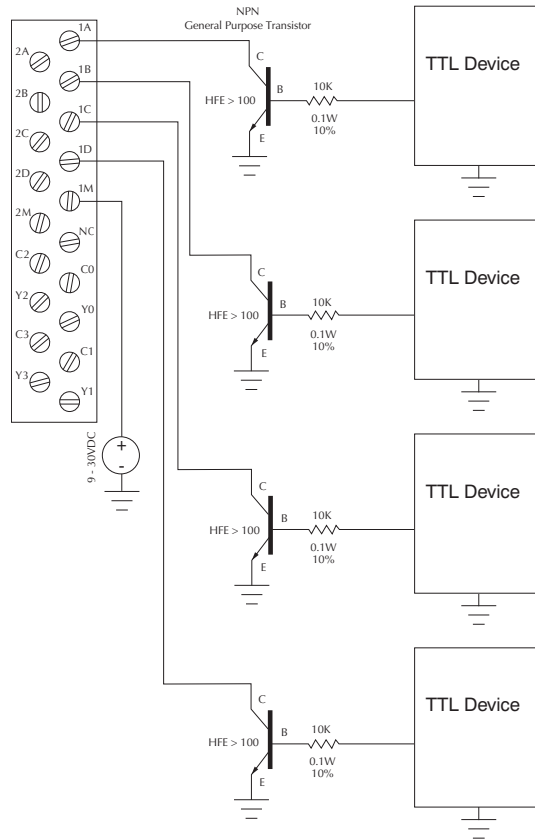 NPN
General Purpose Transistor
1A
2A
1B
2B
1C
2C
1D
2D
1M
2M
NC
C2
C0
Y2
Y0
C3
C1
Y3
Y1
9 - 30VDC
+
-
C
B
E
HFE > 100
10K
0.1W
10%
TTL Device
C
B
E
HFE > 100
10K
0.1W
10%
TTL Device
C
B
E
HFE > 100
10K
0.1W
10%
TTL Device
C
B
E
HFE > 100
10K
0.1W
10%
TTL Device